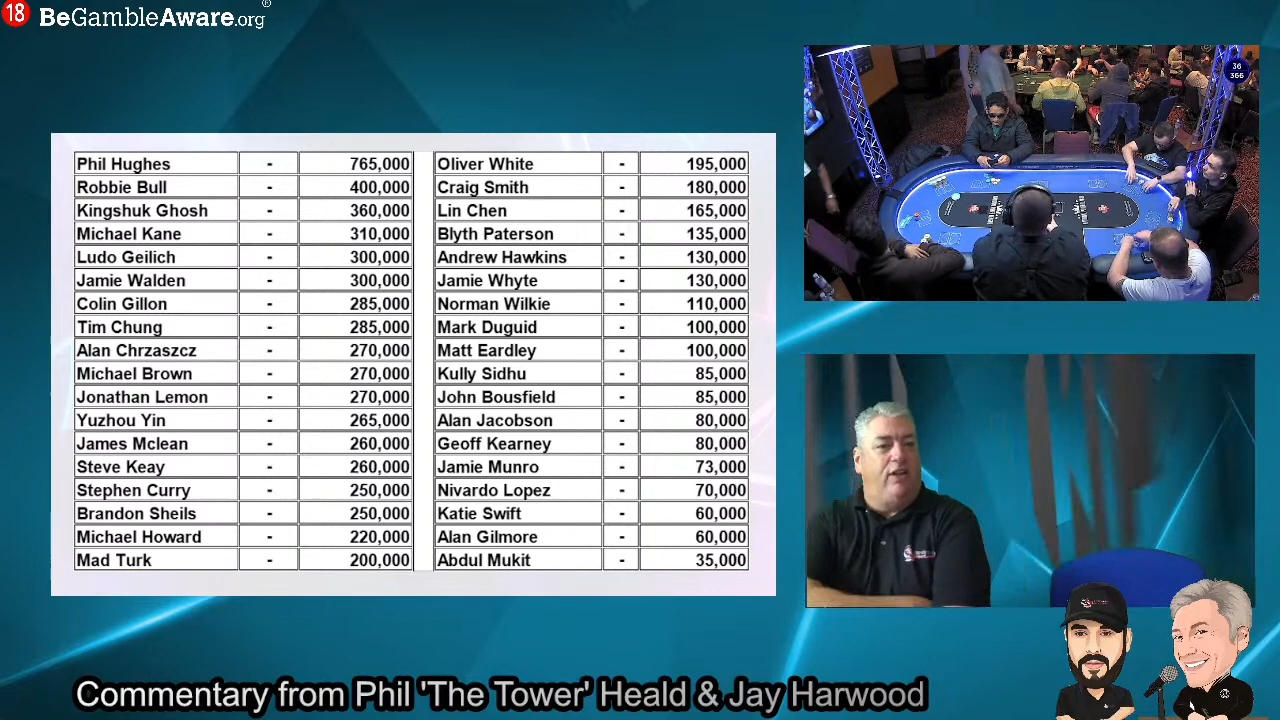 18 BeGambleAware.org®
36
366
Phil Hughes - 765,000 Oliver White - 195,000
Robbie Bull - 400,000 Craig Smith - 180,000
Kingshuk Ghosh - 360,000 Lin Chen - 165,000
Michael Kane - 310,000 Blyth Paterson - 135,000
Ludo Geilich - 300,000 Andrew Hawkins - 130,000
Jamie Walden - 300,000 Jamie Whyte - 130,000
Colin Gillon - 285,000 Norman Wilkie - 110,000
Tim Chung - 285,000 Mark Duguid - 100,000
Alan Chrzaszcz - 270,000 Matt Eardley - 100,000
Michael Brown - 270,000 Kully Sidhu - 85,000
Jonathan Lemon - 270,000 John Bousfield - 85,000
Yuzhou Yin - 265,000 Alan Jacobson - 80,000
James Mclean - 260,000 Geoff Kearney - 80,000
Steve Keay - 260,000 Jamie Munro - 73,000
Stephen Curry - 250,000 Nivardo Lopez - 70,000
Brandon Sheils - 250,000 Katie Swift - 60,000
Michael Howard - 220,000 Alan Gilmore - 60,000
Mad Turk - 200,000 Abdul Mukit - 35,000
Commentary from Phil 'The Tower' Heald & Jay Harwood